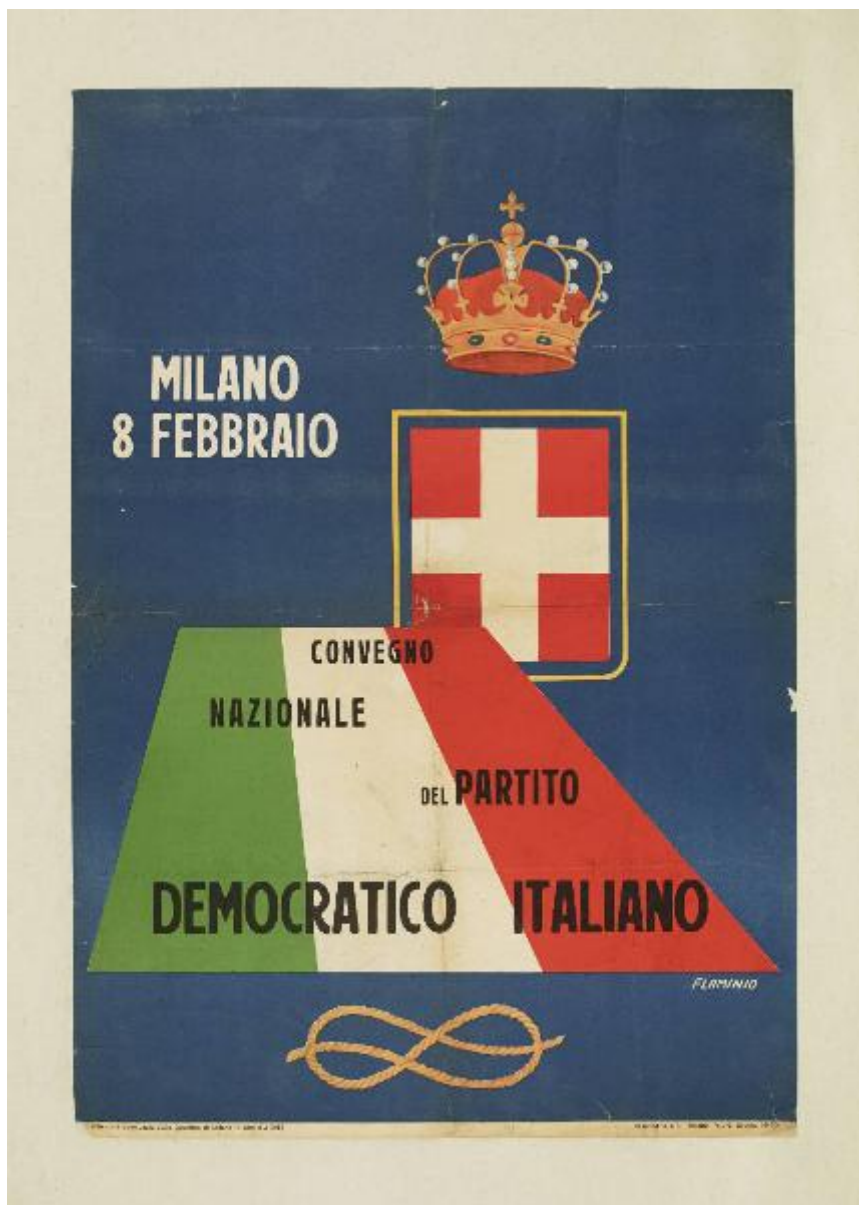 MILANO
8 FEBBRAIO
CONVEGNO
NAZIONALE
DEL PARTITO
DEMOCRATICO ITALIANO
FLAMINIO